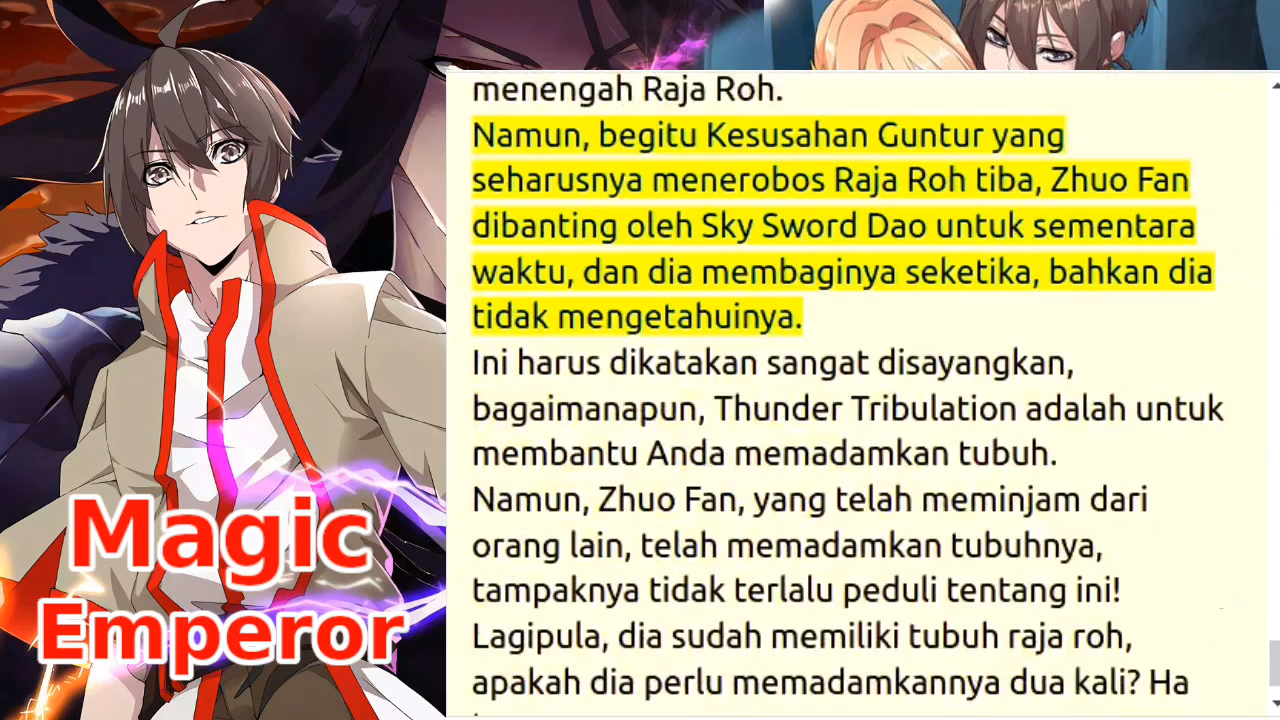 menengah Raja Roh.
Namun, begitu Kesusahan Guntur yang
seharusnya menerobos Raja Roh tiba, Zhuo Fan
dibanting oleh Sky Sword Dao untuk sementara
waktu, dan dia membaginya seketika, bahkan dia
tidak mengetahuinya.
Ini harus dikatakan sangat disayangkan,
bagaimanapun, Thunder Tribulation adalah untuk
membantu Anda memadamkan tubuh.
Namun, Zhuo Fan, yang telah meminjam dari
orang lain, telah memadamkan tubuhnya,
tampaknya tidak terlalu peduli tentang ini!
Lagipula, dia sudah memiliki tubuh raja roh,
apakah dia perlu memadamkannya dua kali? Ha
Magic
Emperor